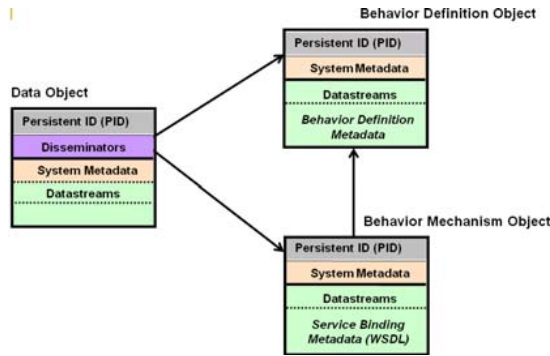 Behavior Definition Object
Persistent ID (PID)
System Metadata
Datastreams
Behavior Definition
Metadata
Data Object
Persistent ID (PID)
Disseminators
System Metadata
Datastreams
Behavior Mechanism Object
Persistent ID (PID)
System Metadata
Datastreams
Service Binding
Metadata (WSDL)